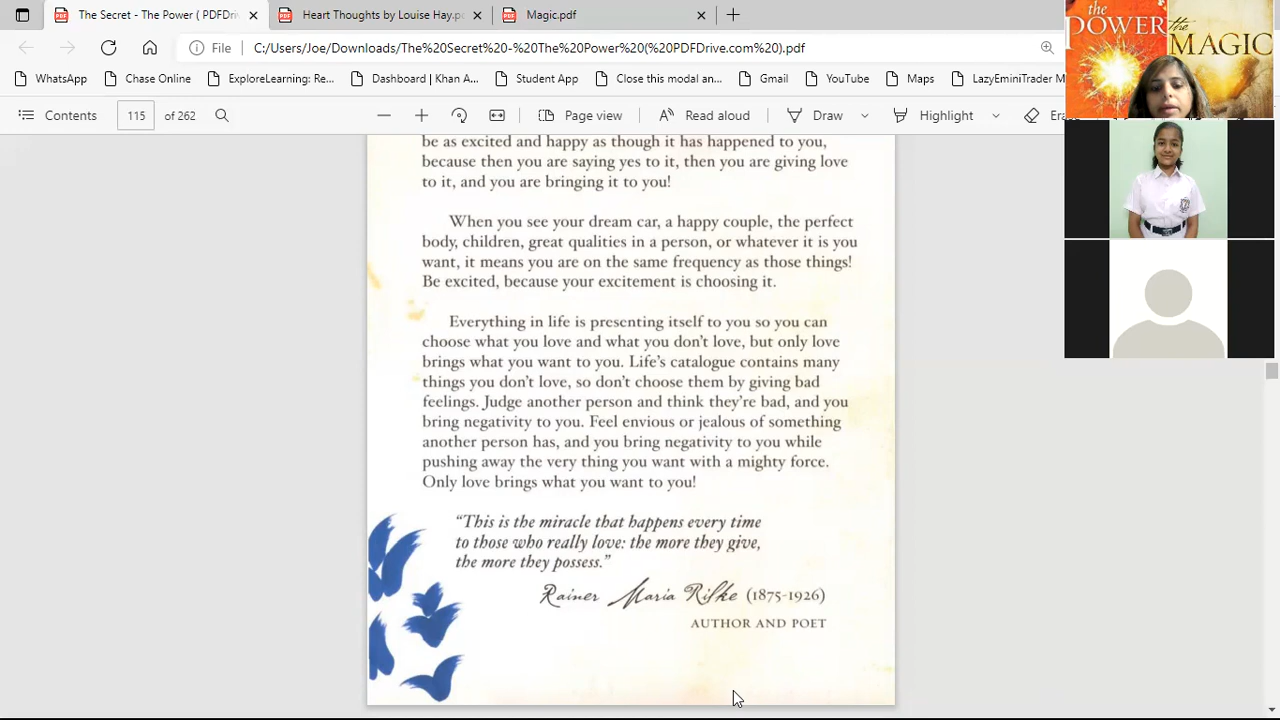 The Secret - The Power ( PDFDri
Heart Thoughts by Louise Hay.p
Magic.pdf
File
C:/Users/Joe/Downloads/The%20Secret%20-%20The%20Power%20(%20PDFDrive.com%20).pdf
WhatsApp
Chase Online
ExploreLearning: Re...
Dashboard | Khan A...
Student App
Close this modal an...
Gmail
YouTube
Maps
LazyEminiTrader M
Contents
115
of 262
Page view
Read aloud
Draw
Highlight
Era
be as excited and happy as though it has happened to you,
because then you are saying yes to it, then you are giving love
to it, and you are bringing it to you!
When you see your dream car, a happy couple, the perfect
body, children, great qualities in a person, or whatever it is you
want, it means you are on the same frequency as those things!
Be excited, because your excitement is choosing it.
Everything in life is presenting itself to you so you can
choose what you love and what you don't love, but only love
brings what you want to you. Life's catalogue contains many
things you don't love, so don't choose them by giving bad
feelings. Judge another person and think they're bad, and you
bring negativity to you. Feel envious or jealous of something
another person has, and you bring negativity to you while
pushing away the very thing you want with a mighty force.
Only love brings what you want to you!
“This is the miracle that happens every time
to those who really love: the more they give,
the more they possess.”
Rainer Maria Rilke (1875-1926)
AUTHOR AND POET
the
POWER
the
MAGIC